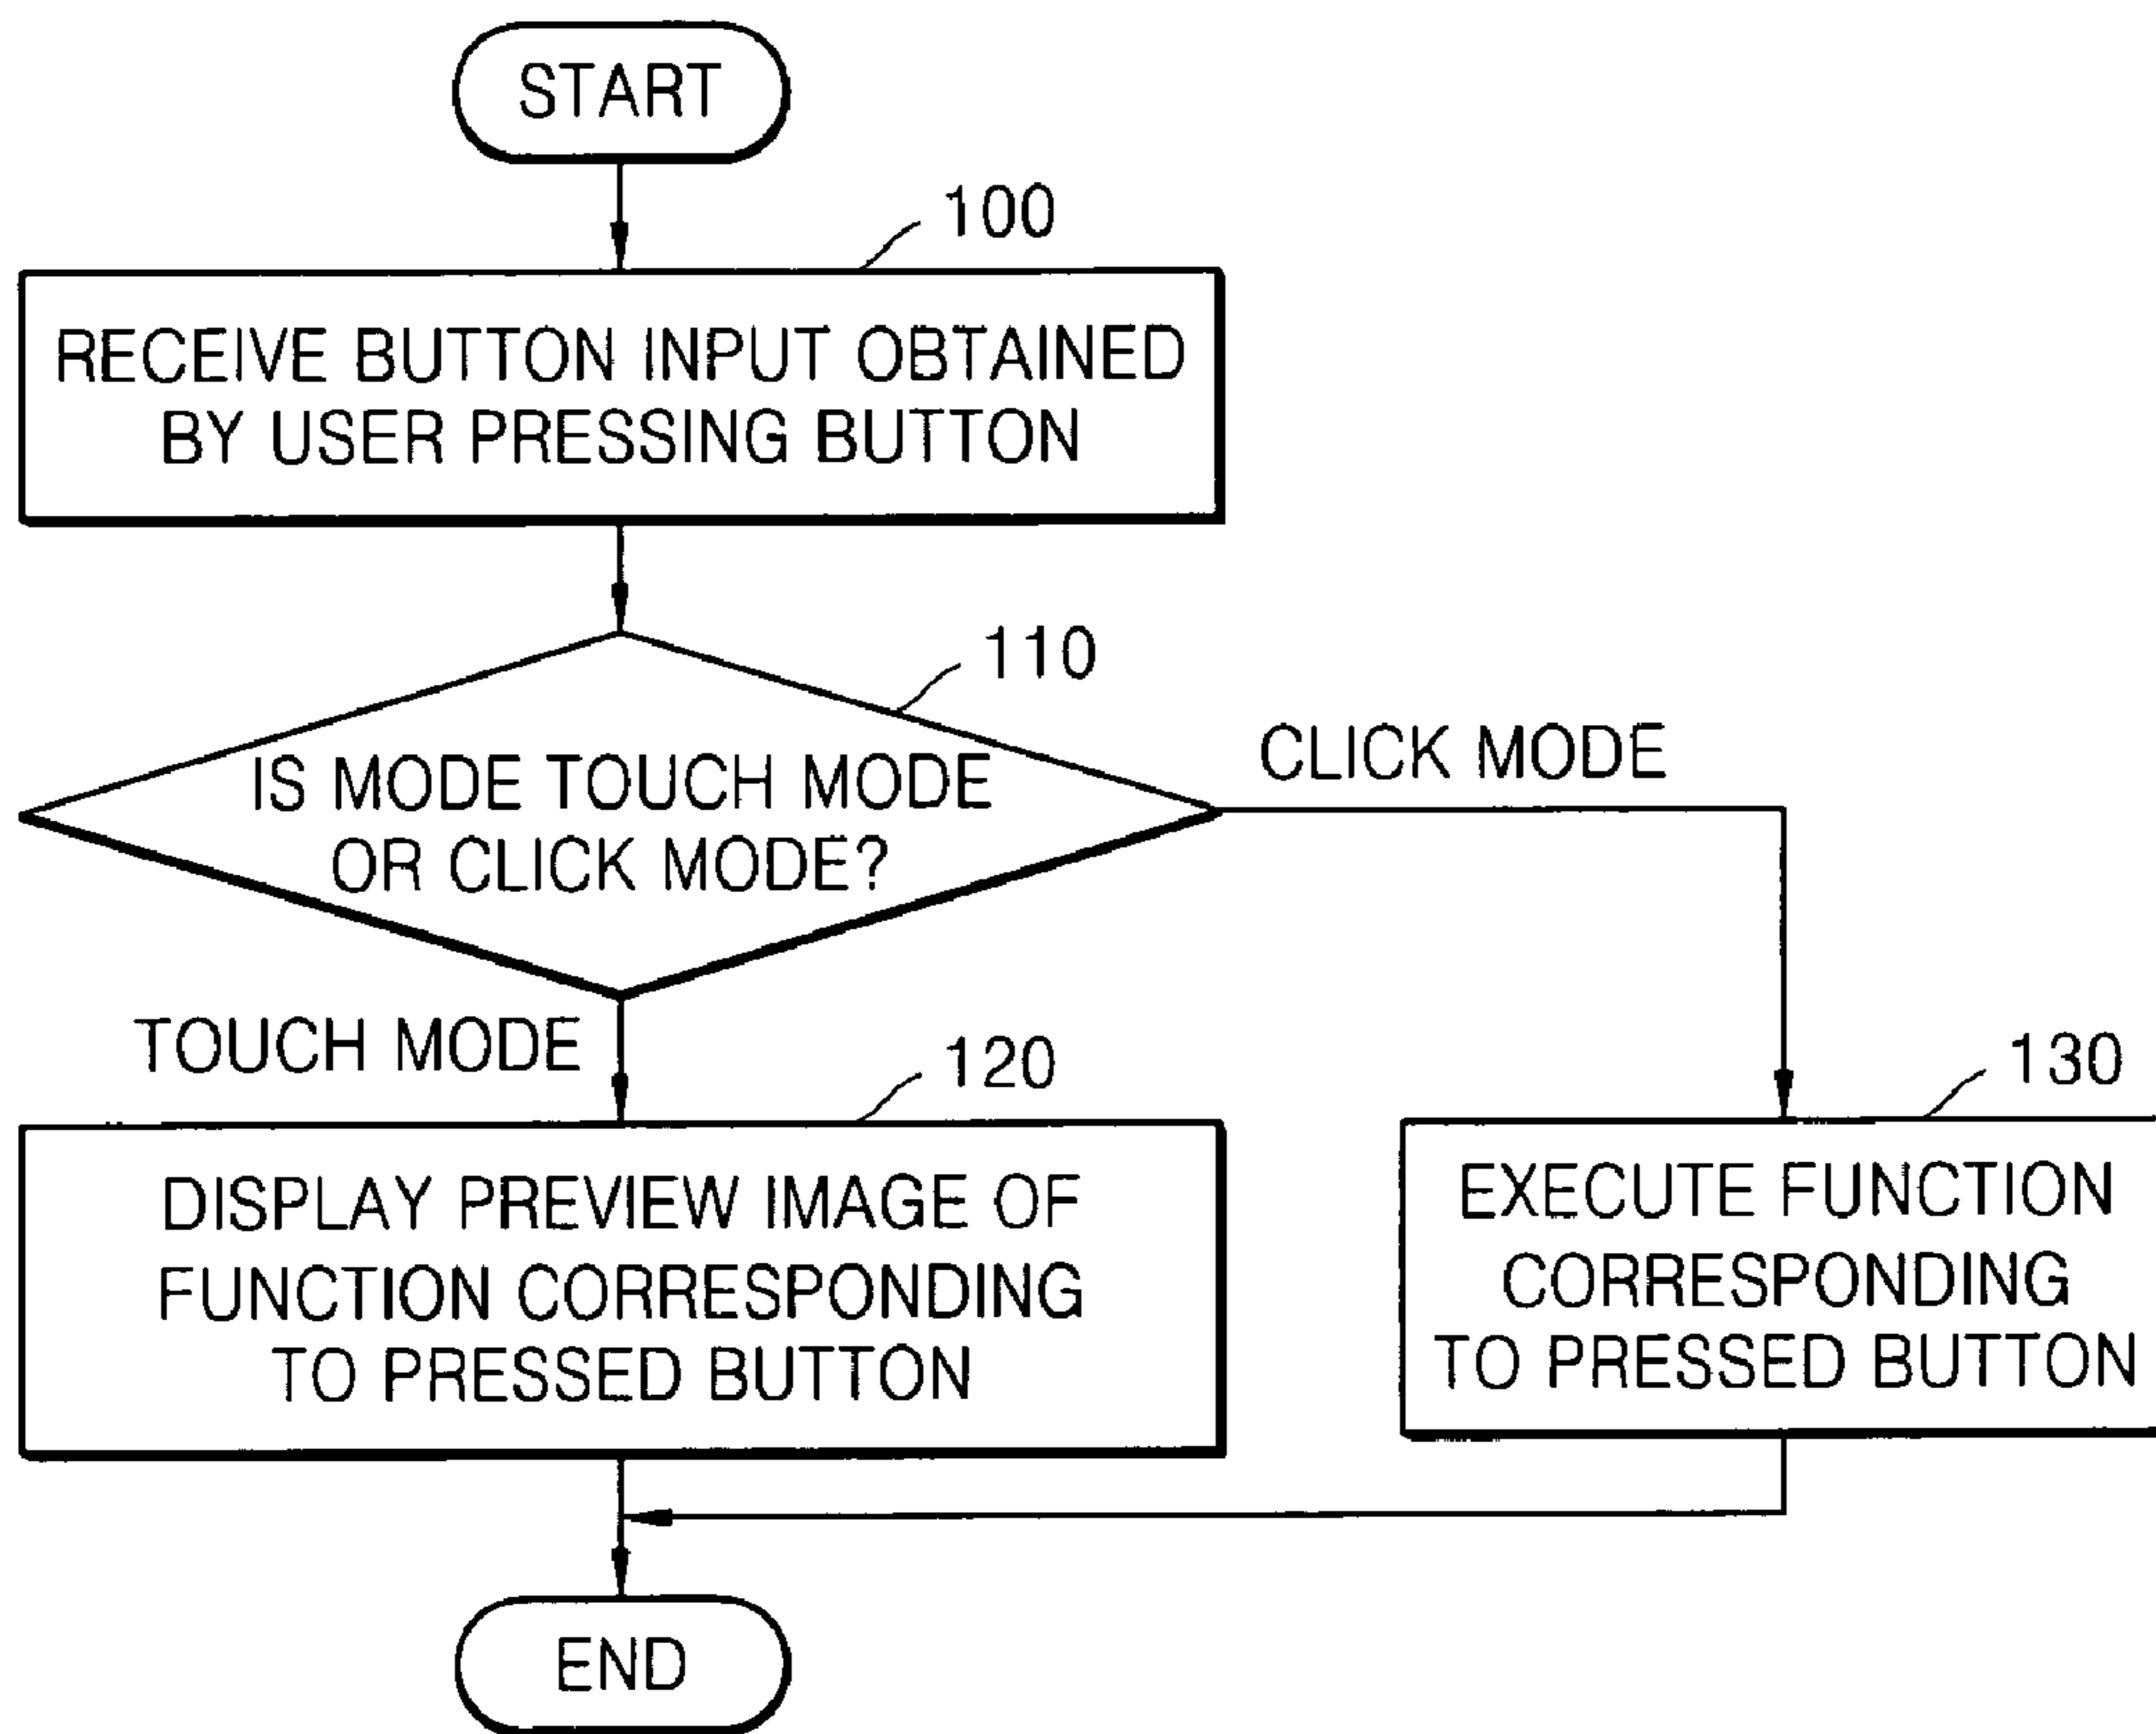 START
100
RECEIVE BUTTON INPUT OBTAINED
BY USER PRESSING BUTTON
110
IS MODE TOUCH MODE
OR CLICK MODE?
CLICK MODE
TOUCH MODE
120
DISPLAY PREVIEW IMAGE OF
FUNCTION CORRESPONDING
TO PRESSED BUTTON
130
EXECUTE FUNCTION
CORRESPONDING
TO PRESSED BUTTON
END